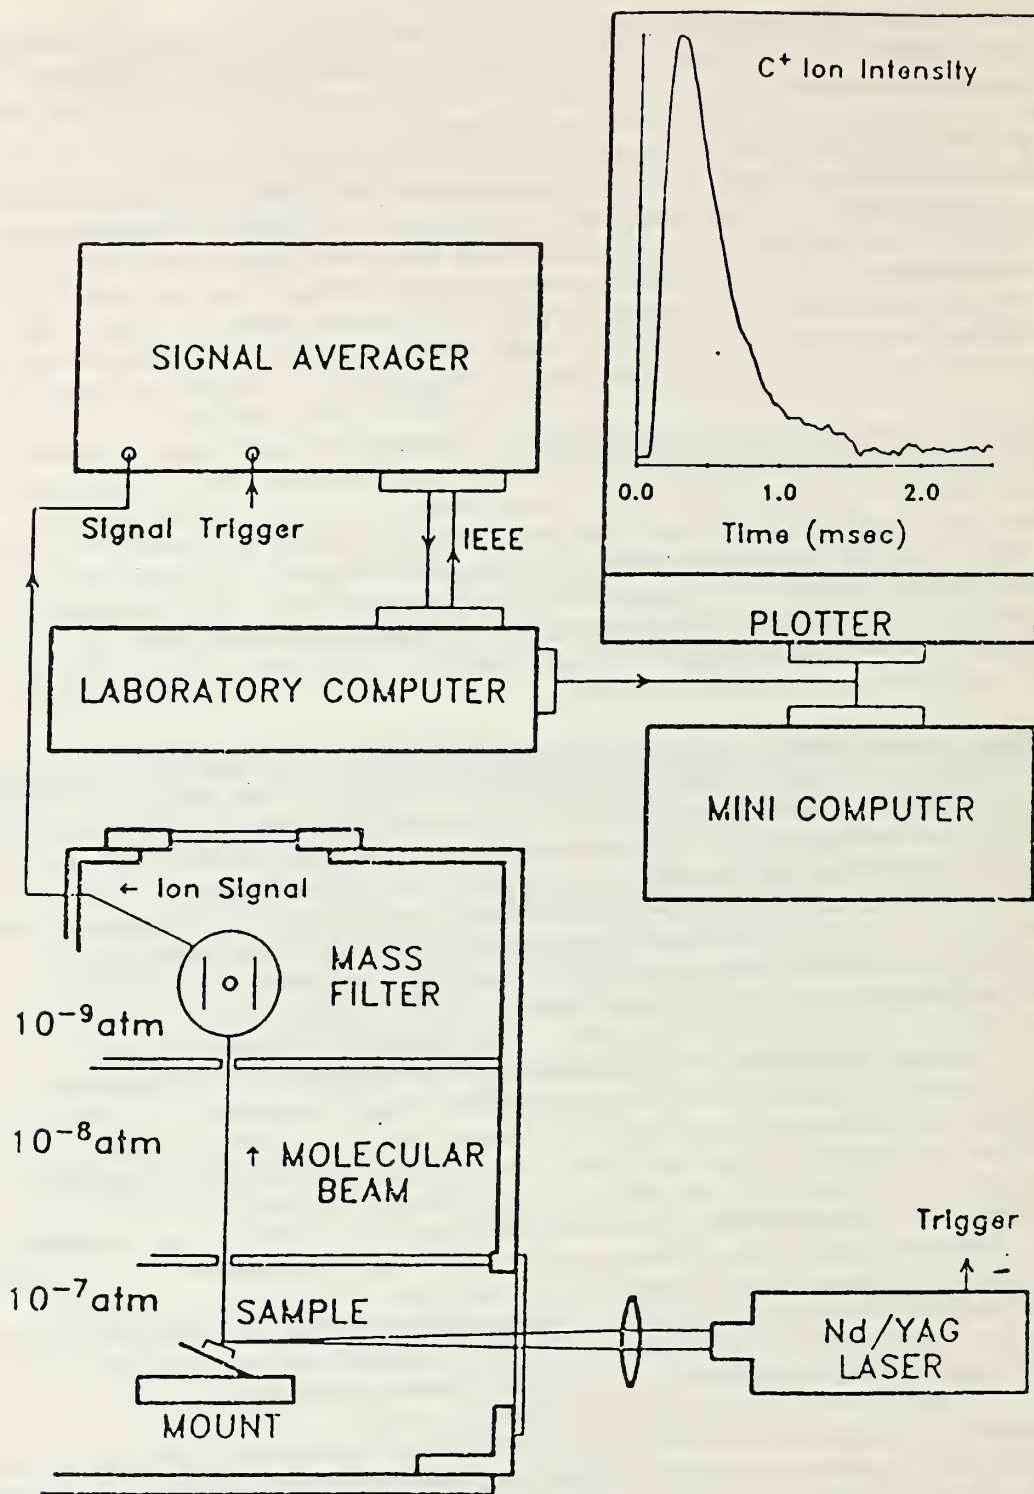 C⁺ Ion Intensity
SIGNAL AVERAGER
0.0 1.0 2.0
Signal Trigger
IEEE
Time (msec)
PLOTTER
LABORATORY COMPUTER
MINI COMPUTER
← Ion Signal
MASS
FILTER
10⁻⁹atm
10⁻⁸atm
↑ MOLECULAR
BEAM
Trigger
10⁻⁷atm
SAMPLE
Nd/YAG
LASER
MOUNT